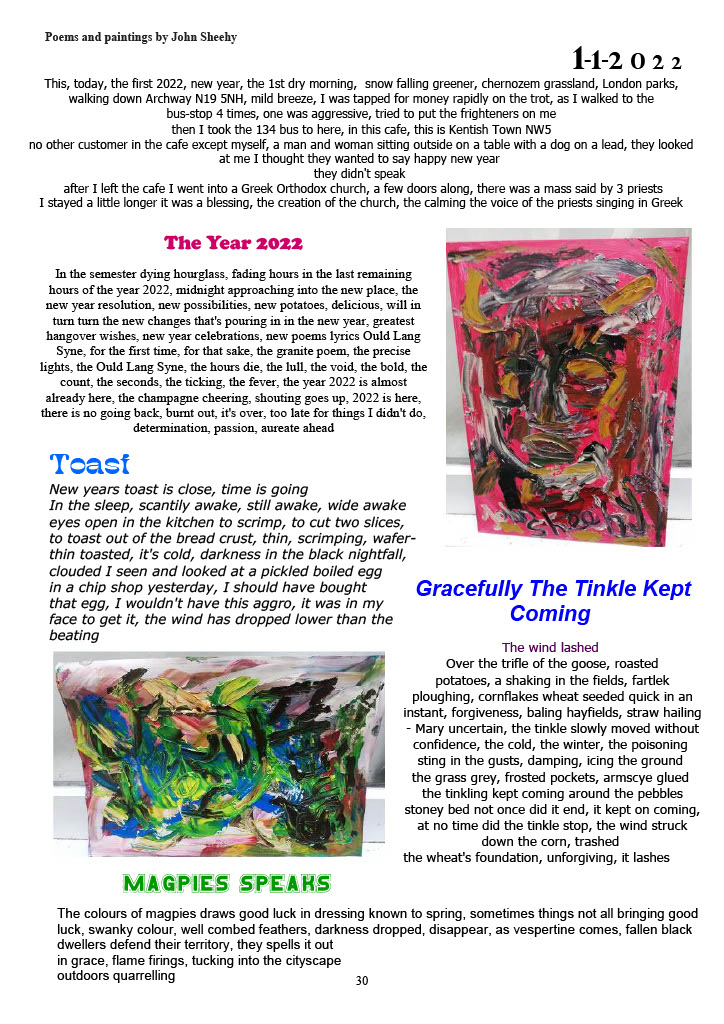 Poems and paintings by John Sheehy
1-1-2022
This, today, the first 2022, new year, the 1st dry morning,  snow falling greener, chernozem grassland, London parks,
walking down Archway N19 5NH, mild breeze, I was tapped for money rapidly on the trot, as I walked to the
bus-stop 4 times, one was aggressive, tried to put the frighteners on me
then I took the 134 bus to here, in this cafe, this is Kentish Town NW5
no other customer in the cafe except myself, a man and woman sitting outside on a table with a dog on a lead, they looked
at me I thought they wanted to say happy new year
they didn't speak
after I left the cafe I went into a Greek Orthodox church, a few doors along, there was a mass said by 3 priests
I stayed a little longer it was a blessing, the creation of the church, the calming the voice of the priests singing in Greek
The Year 2022
In the semester dying hourglass, fading hours in the last remaining
hours of the year 2022, midnight approaching into the new place, the
new year resolution, new possibilities, new potatoes, delicious, will in
turn turn the new changes that's pouring in in the new year, greatest
hangover wishes, new year celebrations, new poems lyrics Ould Lang
Syne, for the first time, for that sake, the granite poem, the precise
lights, the Ould Lang Syne, the hours die, the lull, the void, the bold, the
count, the seconds, the ticking, the fever, the year 2022 is almost
already here, the champagne cheering, shouting goes up, 2022 is here,
there is no going back, burnt out, it's over, too late for things I didn't do,
determination, passion, aureate ahead
John Sheehy
Toast
New years toast is close, time is going
In the sleep, scantily awake, still awake, wide awake
eyes open in the kitchen to scrimp, to cut two slices,
to toast out of the bread crust, thin, scrimping, wafer-
thin toasted, it's cold, darkness in the black nightfall,
clouded I seen and looked at a pickled boiled egg
in a chip shop yesterday, I should have bought
that egg, I wouldn't have this aggro, it was in my
face to get it, the wind has dropped lower than the
beating
Gracefully The Tinkle Kept
Coming
The wind lashed
Over the trifle of the goose, roasted
potatoes, a shaking in the fields, fartlek
ploughing, cornflakes wheat seeded quick in an
instant, forgiveness, baling hayfields, straw hailing
- Mary uncertain, the tinkle slowly moved without
confidence, the cold, the winter, the poisoning
sting in the gusts, damping, icing the ground
the grass grey, frosted pockets, armscye glued
the tinkling kept coming around the pebbles
stoney bed not once did it end, it kept on coming,
at no time did the tinkle stop, the wind struck
down the corn, trashed
the wheat's foundation, unforgiving, it lashes
MAGPIES SPEAKS
The colours of magpies draws good luck in dressing known to spring, sometimes things not all bringing good
luck, swanky colour, well combed feathers, darkness dropped, disappear, as vespertine comes, fallen black
dwellers defend their territory, they spells it out
in grace, flame firings, tucking into the cityscape
outdoors quarrelling
30